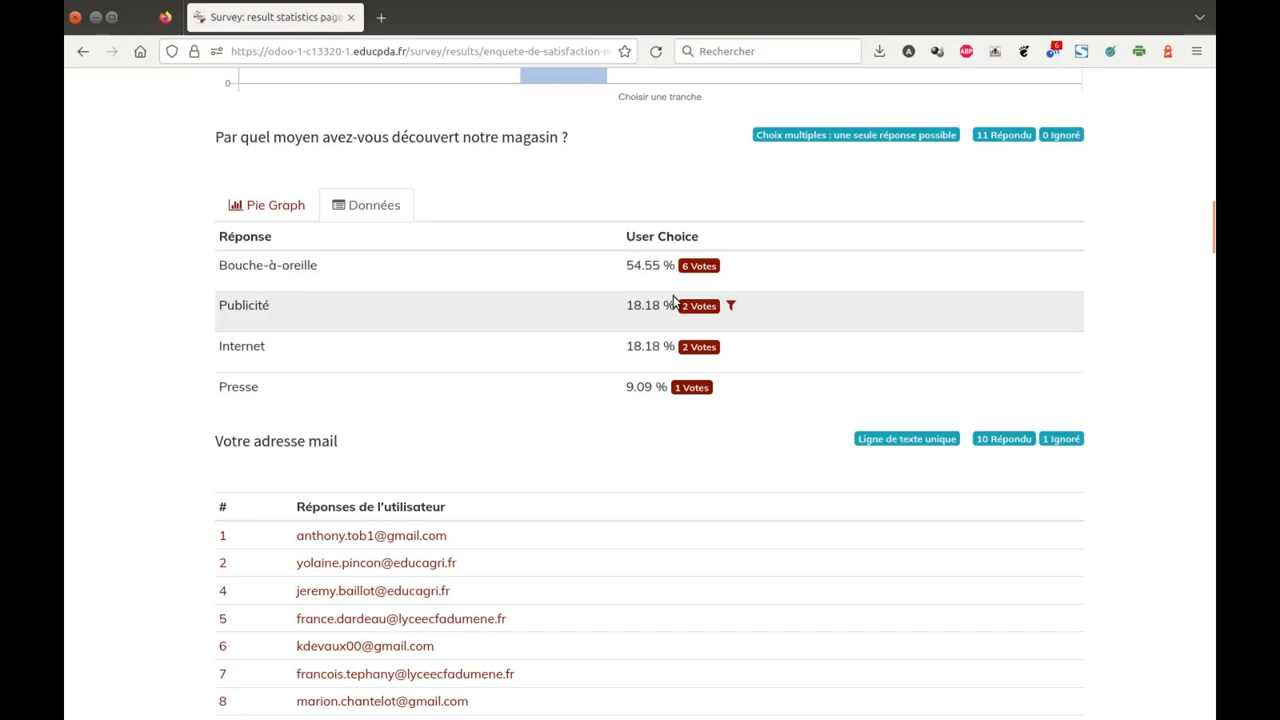 Survey: result statistics page
https://odoo-1-c13320-1.educpda.fr/survey/results/enquete-de-satisfaction-m
Rechercher
6
0
Choisir une tranche
Par quel moyen avez-vous découvert notre magasin ?
Choix multiples : une seule réponse possible
11 Répondu
0 Ignoré
Pie Graph
Données
Réponse User Choice
Bouche-à-oreille 54.55 % 6 Votes
Publicité 18.18 % 2 Votes
Internet 18.18 % 2 Votes
Presse 9.09 % 1 Votes
Votre adresse mail
Ligne de texte unique
10 Répondu
1 Ignoré
# Réponses de l'utilisateur
1 anthony.tob1@gmail.com
2 yolaine.pincon@educagri.fr
4 jeremy.baillot@educagri.fr
5 france.dardeau@lyceecfadumene.fr
6 kdevaux00@gmail.com
7 francois.tephany@lyceecfadumene.fr
8 marion.chantelot@gmail.com